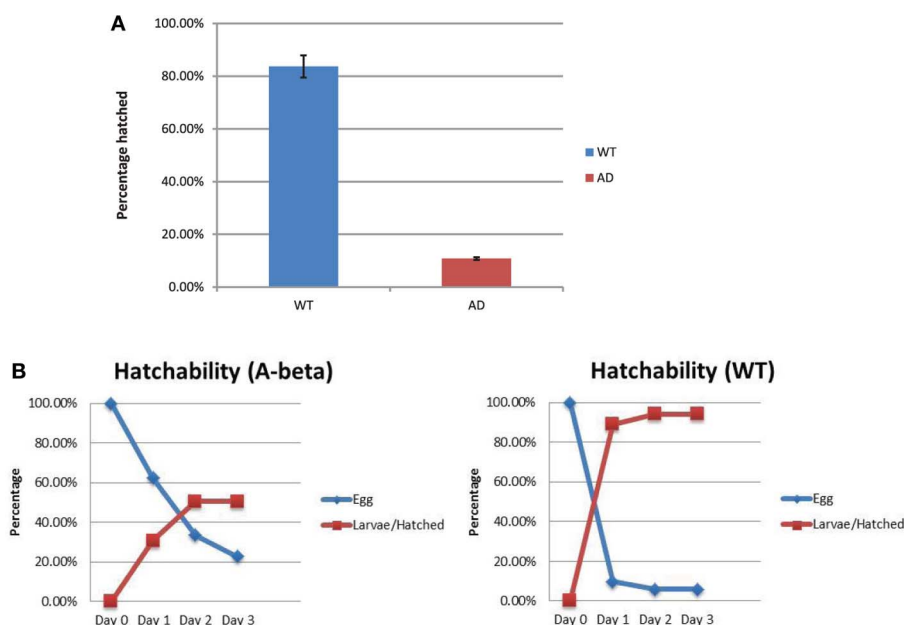 A
100.00%
80.00%
60.00%
40.00%
20.00%
0.00%
Percentage hatched
WT
AD
WT
AD
B
Hatchability (A-beta)
100.00%
80.00%
60.00%
40.00%
20.00%
0.00%
Percentage
Day 0 Day 1 Day 2 Day 3
Egg
Larvae/Hatched
Hatchability (WT)
100.00%
80.00%
60.00%
40.00%
20.00%
0.00%
Percentage
Day 0 Day 1 Day 2 Day 3
Egg
Larvae/Hatched